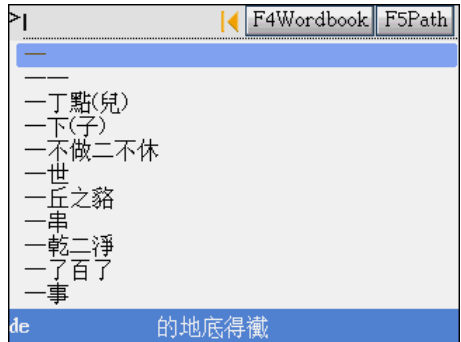 >| F4Wordbook F5Path
一
一一
一丁點(兒)
一下(子)
一不做二不休
一世
一丘之貉
一串
一乾二淨
一了百了
一事
de 的地底得